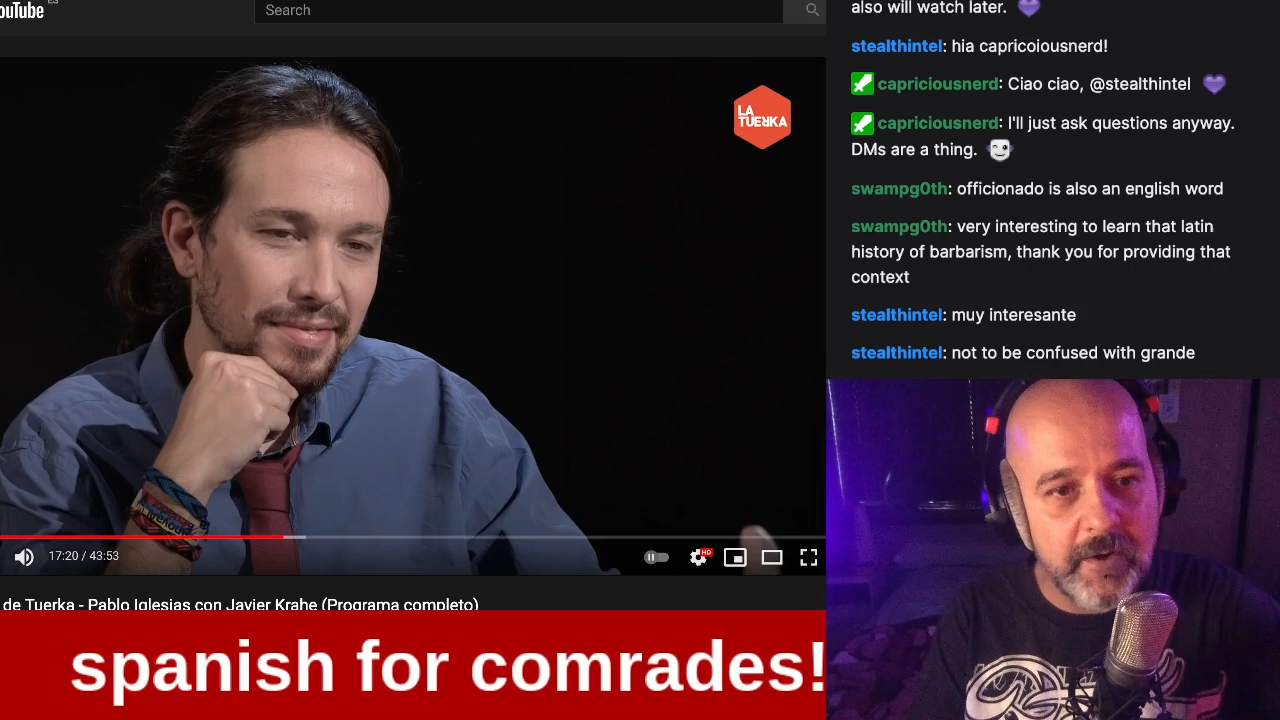 ouTube
ES
Search
LA
TUERKA
HD
17:20 / 43:53
de Tuerka - Pablo Iglesias con Javier Krahe (Programa completo)
spanish for comrades!
also will watch later.
stealthintel: hia capricoiousnerd!
capriciousnerd: Ciao ciao, @stealthintel
capriciousnerd: I'll just ask questions anyway.
DMs are a thing.
swampg0th: officionado is also an english word
swampg0th: very interesting to learn that latin
history of barbarism, thank you for providing that
context
stealthintel: muy interesante
stealthintel: not to be confused with grande